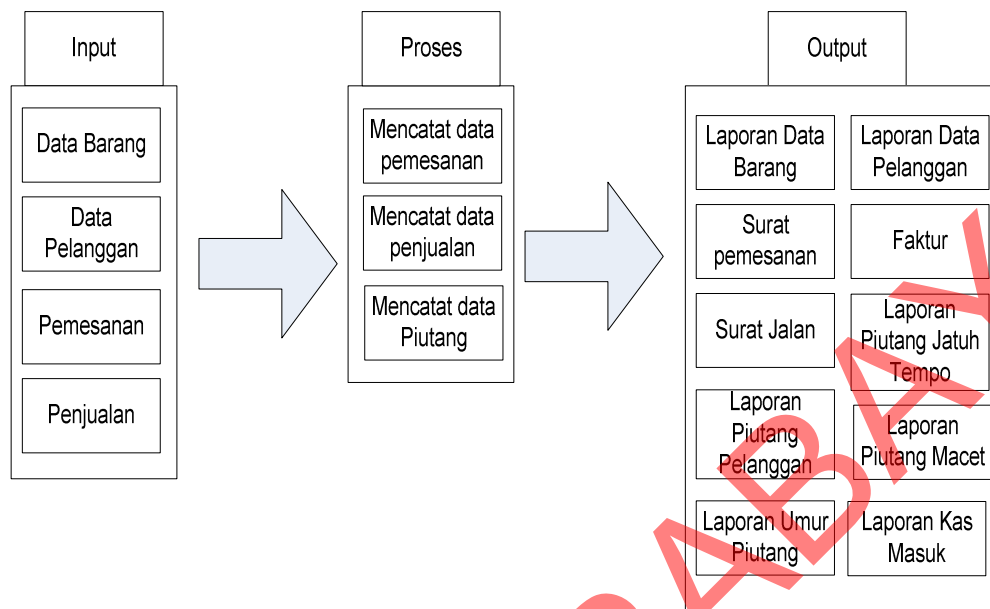 Input
Data Barang
Data
Pelanggan
Pemesanan
Penjualan
Proses
Mencatat data
pemesanan
Mencatat data
penjualan
Mencatat data
Piutang
Output
Laporan Data
Barang
Laporan Data
Pelanggan
Surat
pemesanan
Faktur
Surat Jalan
Laporan
Piutang Jatuh
Tempo
Laporan
Piutang
Pelanggan
Laporan
Piutang Macet
Laporan Umur
Piutang
Laporan Kas
Masuk